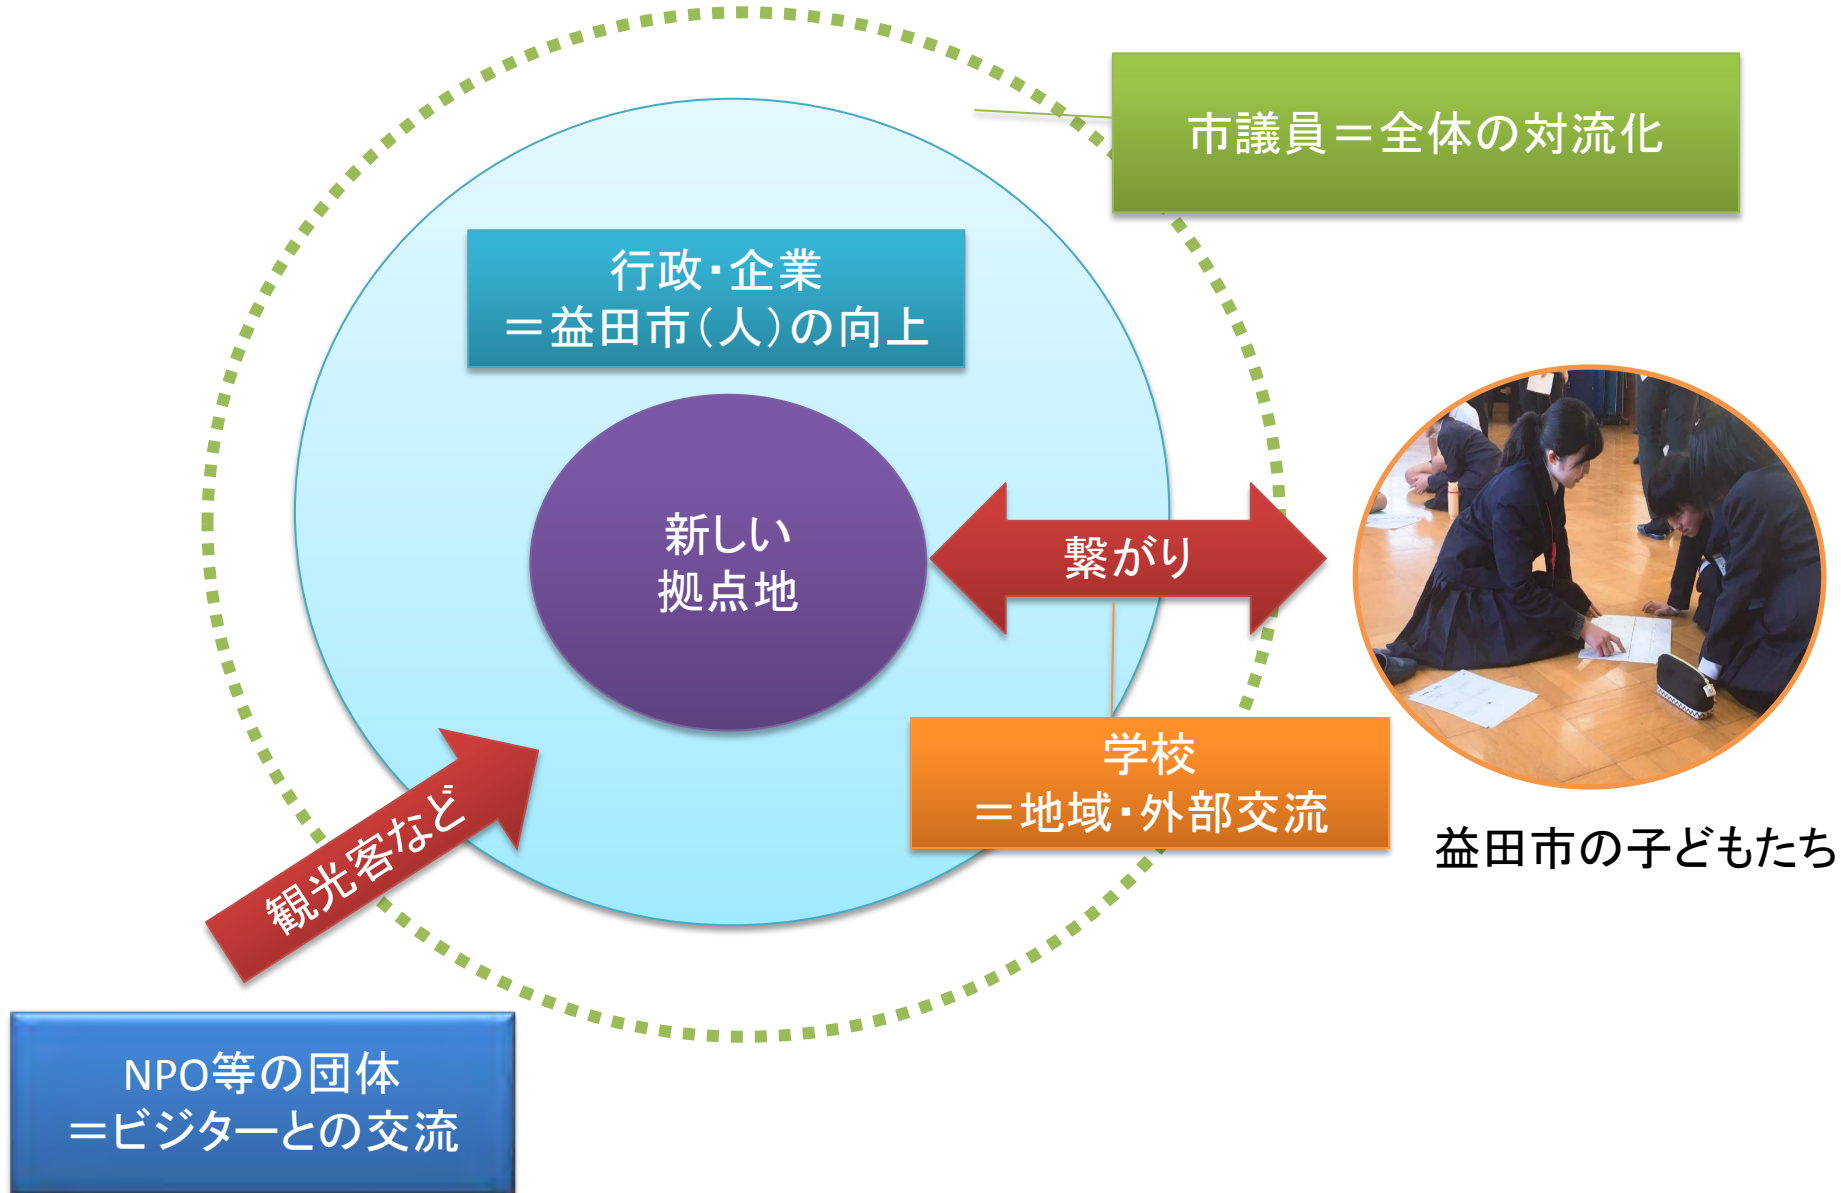 市議員＝全体の対流化
行政・企業
＝益田市（人）の向上
新しい
拠点地
繋がり
学校
＝地域・外部交流
益田市の子どもたち
観光客など
NPO等の団体
＝ビジターとの交流